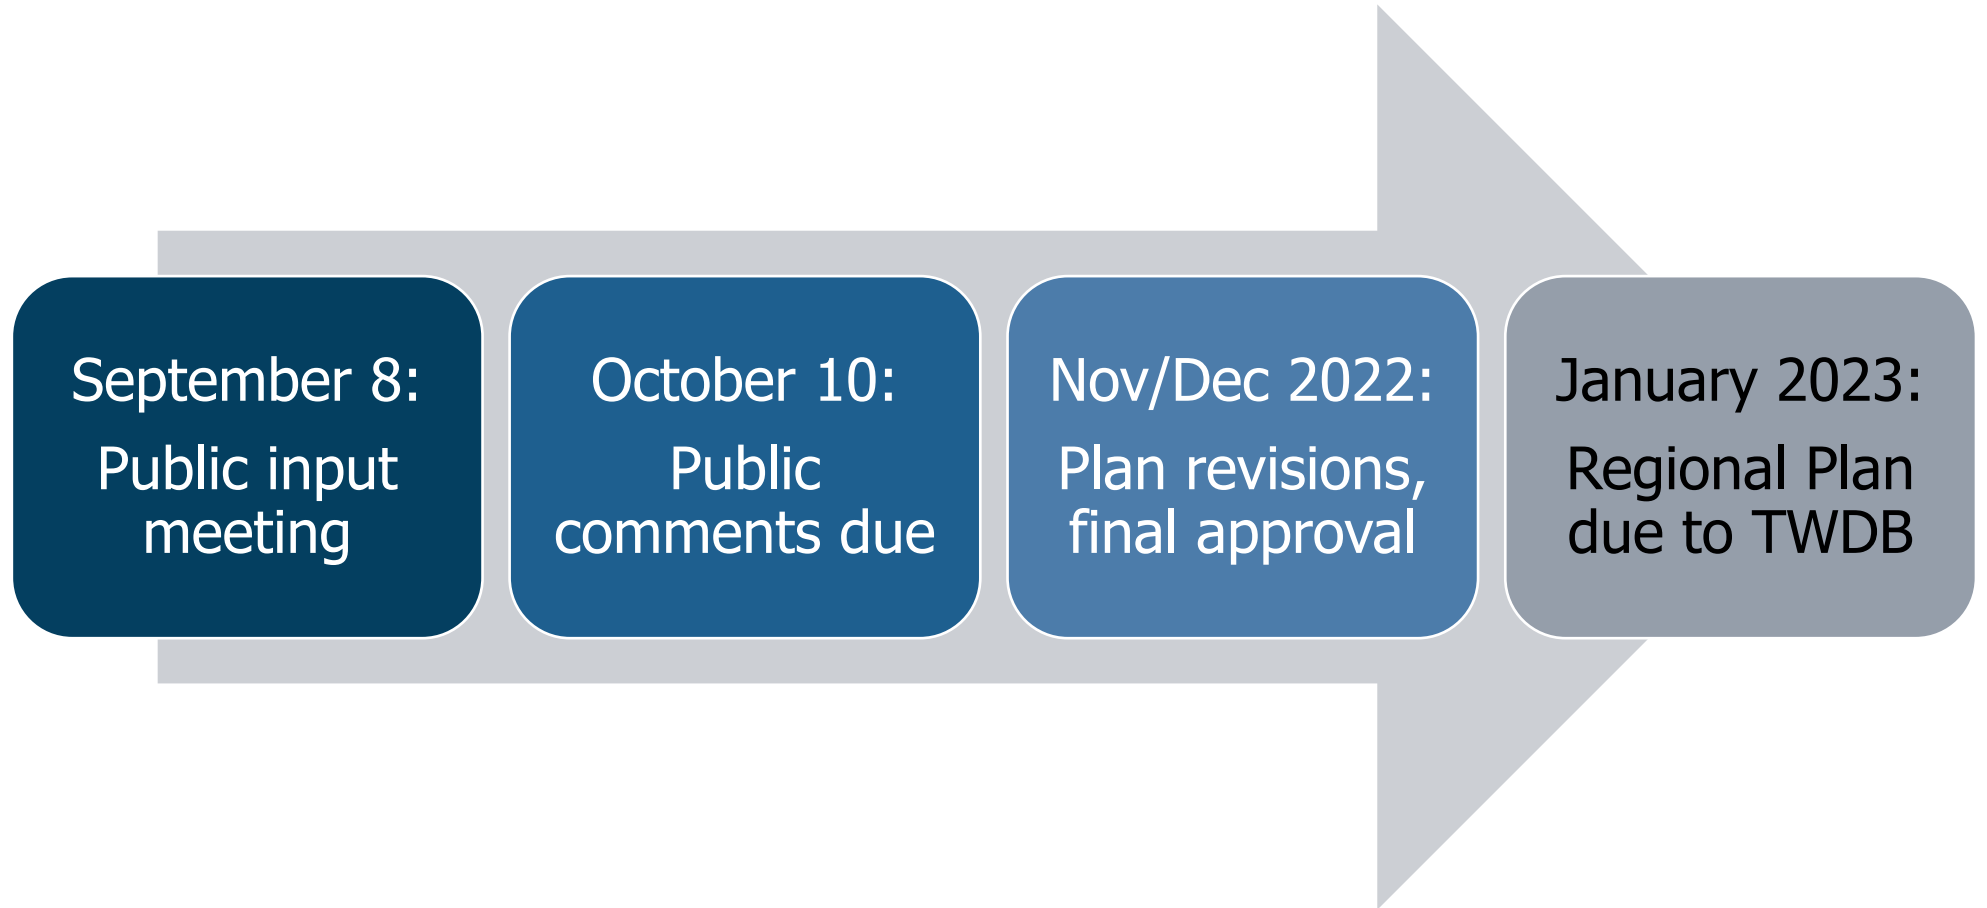 September 8:
Public input
meeting
October 10:
Public
comments due
Nov/Dec 2022:
Plan revisions,
final approval
January 2023:
Regional Plan
due to TWDB